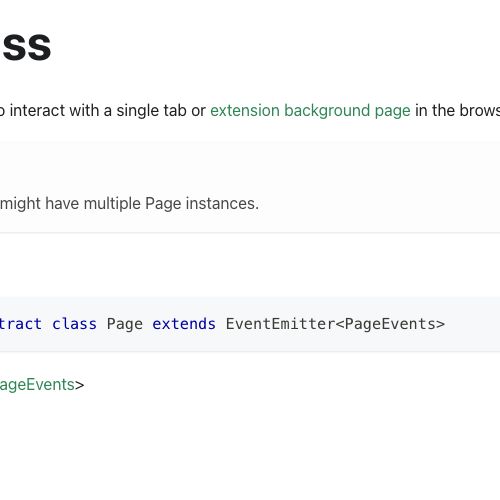 ss
o interact with a single tab or extension background page in the brows
might have multiple Page instances.
tract class Page extends EventEmitter<PageEvents>
ageEvents>